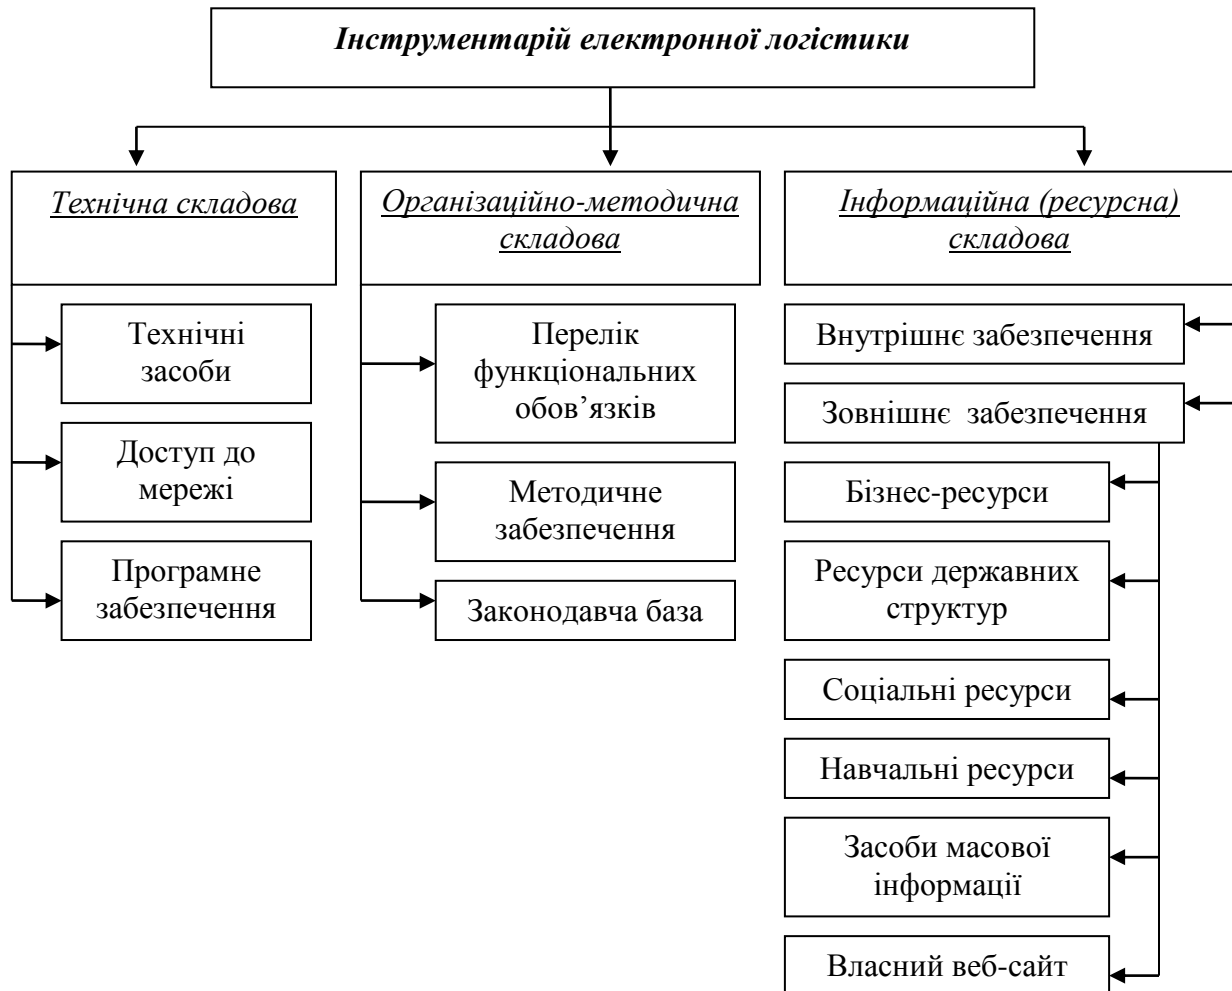 Інструментарій електронної логістики
Технічна складова
Технічні
засоби
Доступ до
мережі
Програмне
забезпечення
Організаційно-методична
складова
Перелік
функціональних
обов’язків
Методичне
забезпечення
Законодавча база
Інформаційна (ресурсна)
складова
Внутрішнє забезпечення
Зовнішнє забезпечення
Бізнес-ресурси
Ресурси державних
структур
Соціальні ресурси
Навчальні ресурси
Засоби масової
інформації
Власний веб-сайт